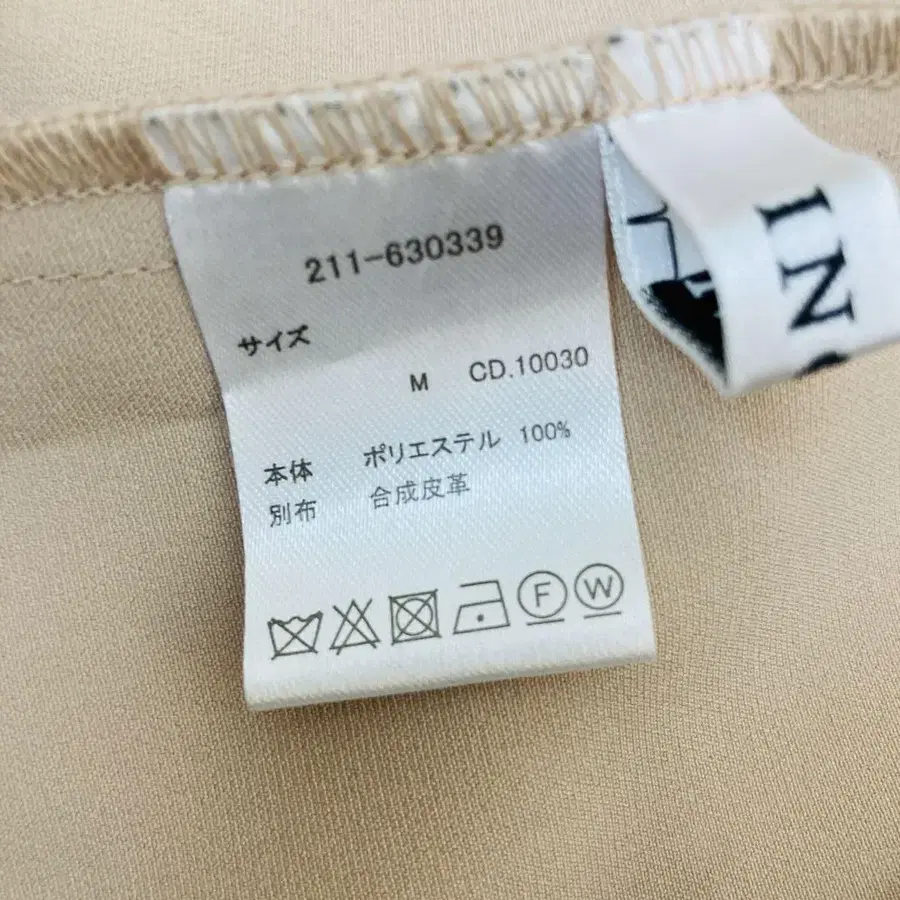 211-630339
サイズ
M CD.10030
本体 ポリエステル 100%
別布 合成皮革
F W
IN